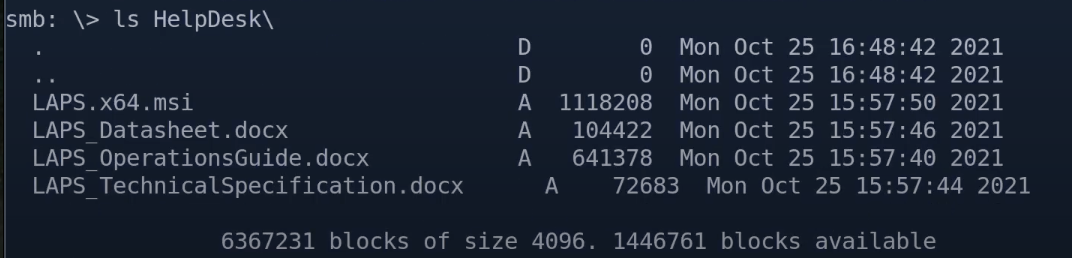 smb: \> ls HelpDesk\
  .                                   D        0  Mon Oct 25 16:48:42 2021
  ..                                  D        0  Mon Oct 25 16:48:42 2021
  LAPS.x64.msi                        A  1118208  Mon Oct 25 15:57:50 2021
  LAPS_Datasheet.docx                 A   104422  Mon Oct 25 15:57:46 2021
  LAPS_OperationsGuide.docx           A   641378  Mon Oct 25 15:57:40 2021
  LAPS_TechnicalSpecification.docx      A    72683  Mon Oct 25 15:57:44 2021
                6367231 blocks of size 4096. 1446761 blocks available